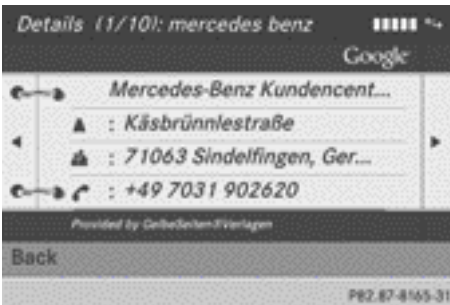 Details (1/10): mercedes benz
Google
Mercedes-Benz Kundencent...
: Käsbrünnlestraße
: 71063 Sindelfingen, Ger...
: +49 7031 902620
Provided by GelbeSeiten®Verlagen
Back
P82.87-8165-31